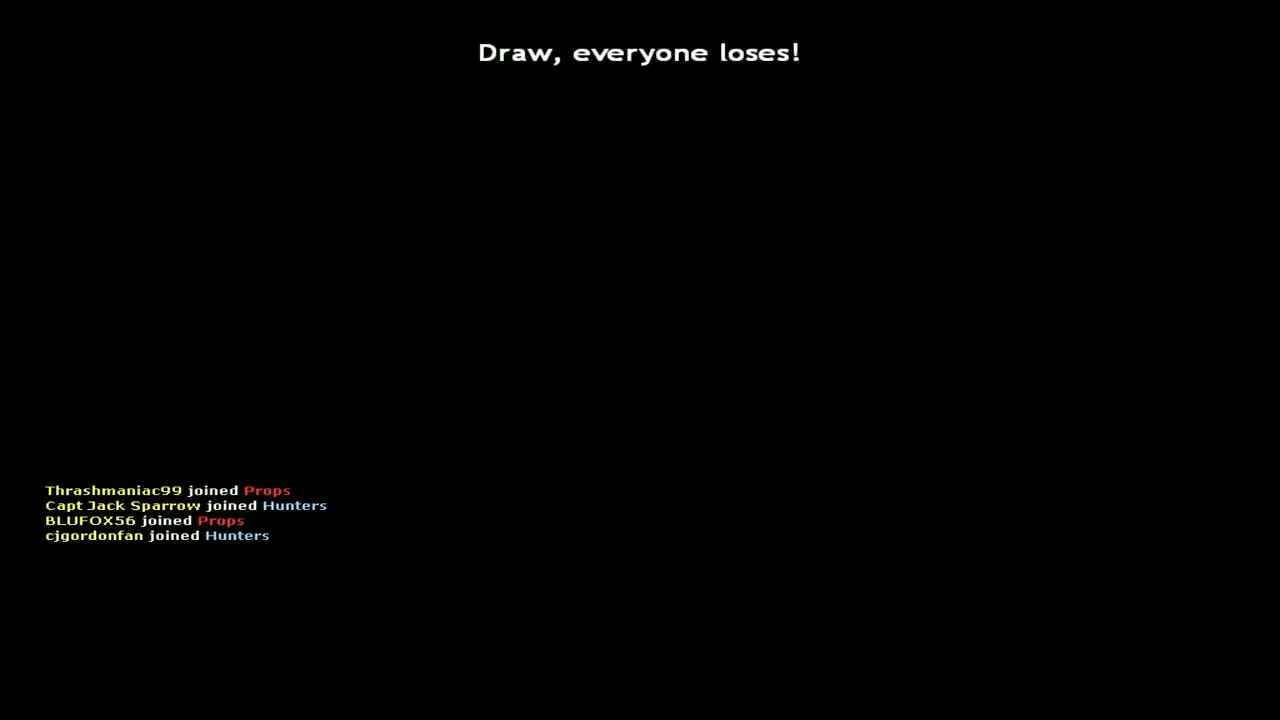 Draw, everyone loses!
Thrashmaniac99 joined Props
Capt Jack Sparrow joined Hunters
BLUFOX56 joined Props
cjgordonfan joined Hunters